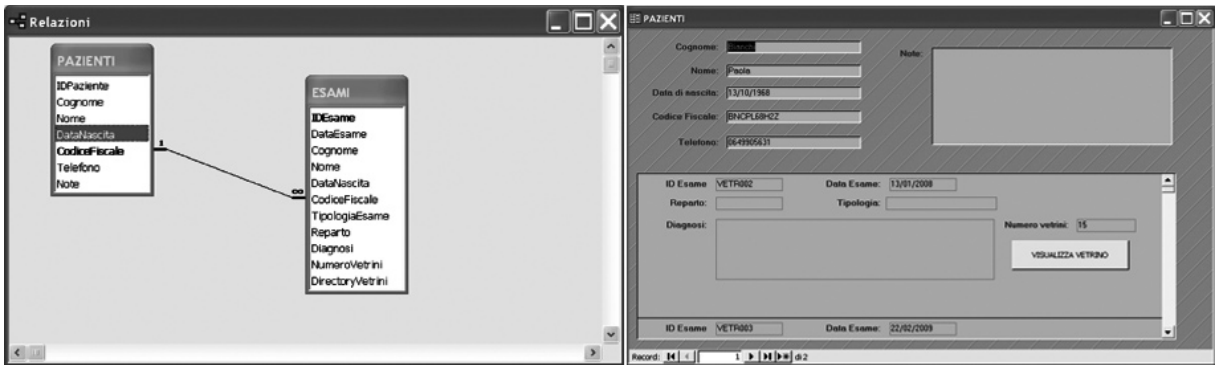 Relazioni
PAZIENTI
IDPaziente
Cognome
Nome
DataNascita
CodiceFiscale
Telefono
Note
1
∞
ESAMI
IDEsame
DataEsame
Cognome
Nome
DataNascita
CodiceFiscale
TipologiaEsame
Reparto
Diagnosi
NumeroVetrini
DirectoryVetrini
PAZIENTI
Cognome: Bianchi
Note:
Nome: Paola
Data di nascita: 13/10/1968
Codice Fiscale: BNCPL68H2Z
Telefono: 0649905631
ID Esame VETR002 Data Esame: 13/01/2008
Reparto: Tipologia:
Diagnosi: Numero vetrini: 15
VISUALIZZA VETRINO
ID Esame VETR003 Data Esame: 22/02/2009
Record: 1 di 2